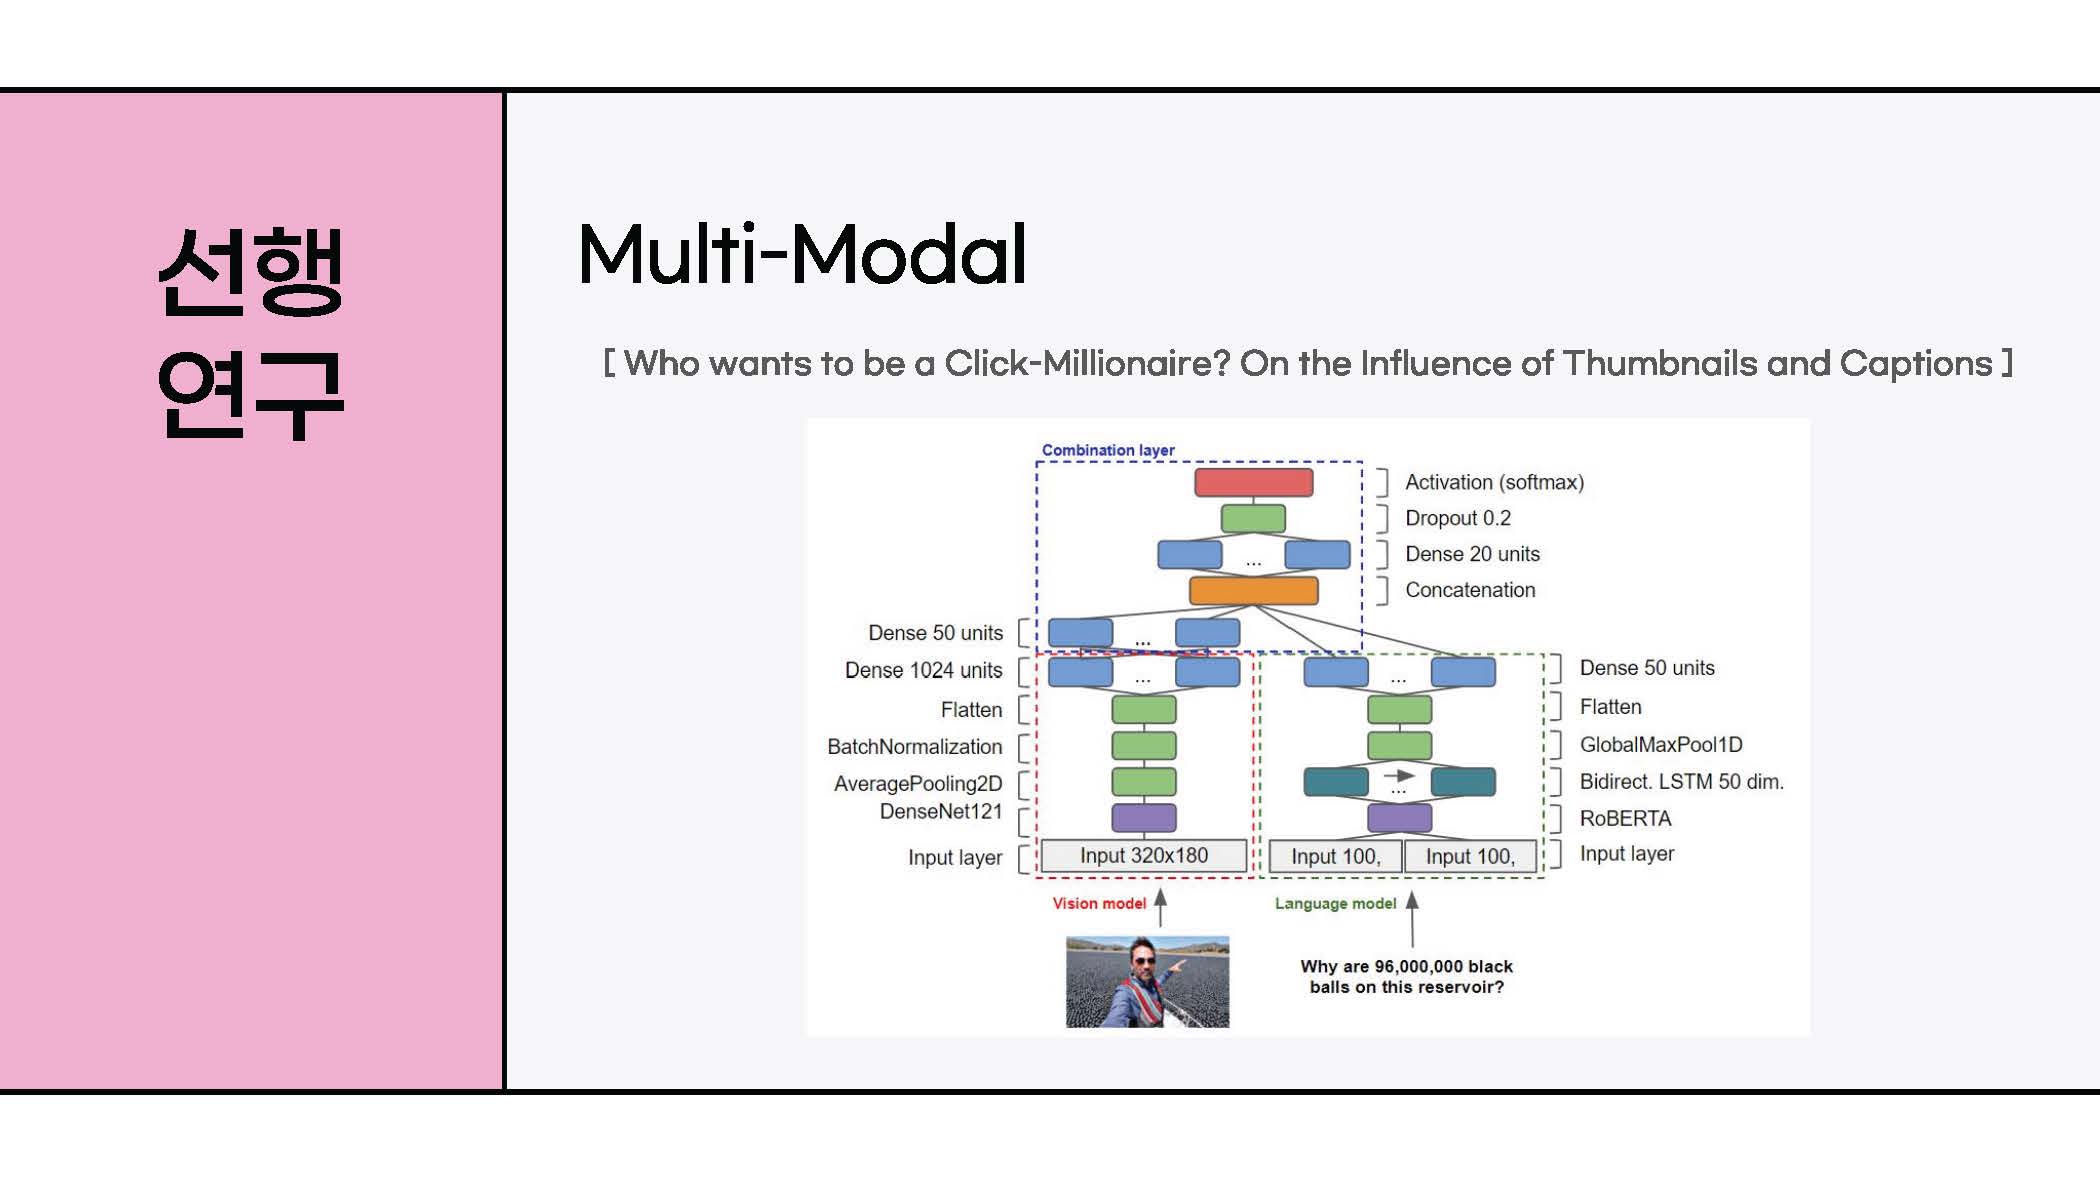 선행
연구
Multi-Modal
[ Who wants to be a Click-Millionaire? On the Influence of Thumbnails and Captions ]
Combination layer
Activation (softmax)
Dropout 0.2
...
Dense 20 units
Concatenation
Dense 50 units
...
Dense 1024 units
...
Flatten
BatchNormalization
AveragePooling2D
DenseNet121
Input layer
Input 320x180
Vision model
...
Dense 50 units
Flatten
GlobalMaxPool1D
...
Bidirect. LSTM 50 dim.
RoBERTA
Input 100,
Input 100,
Input layer
Language model
Why are 96,000,000 black
balls on this reservoir?